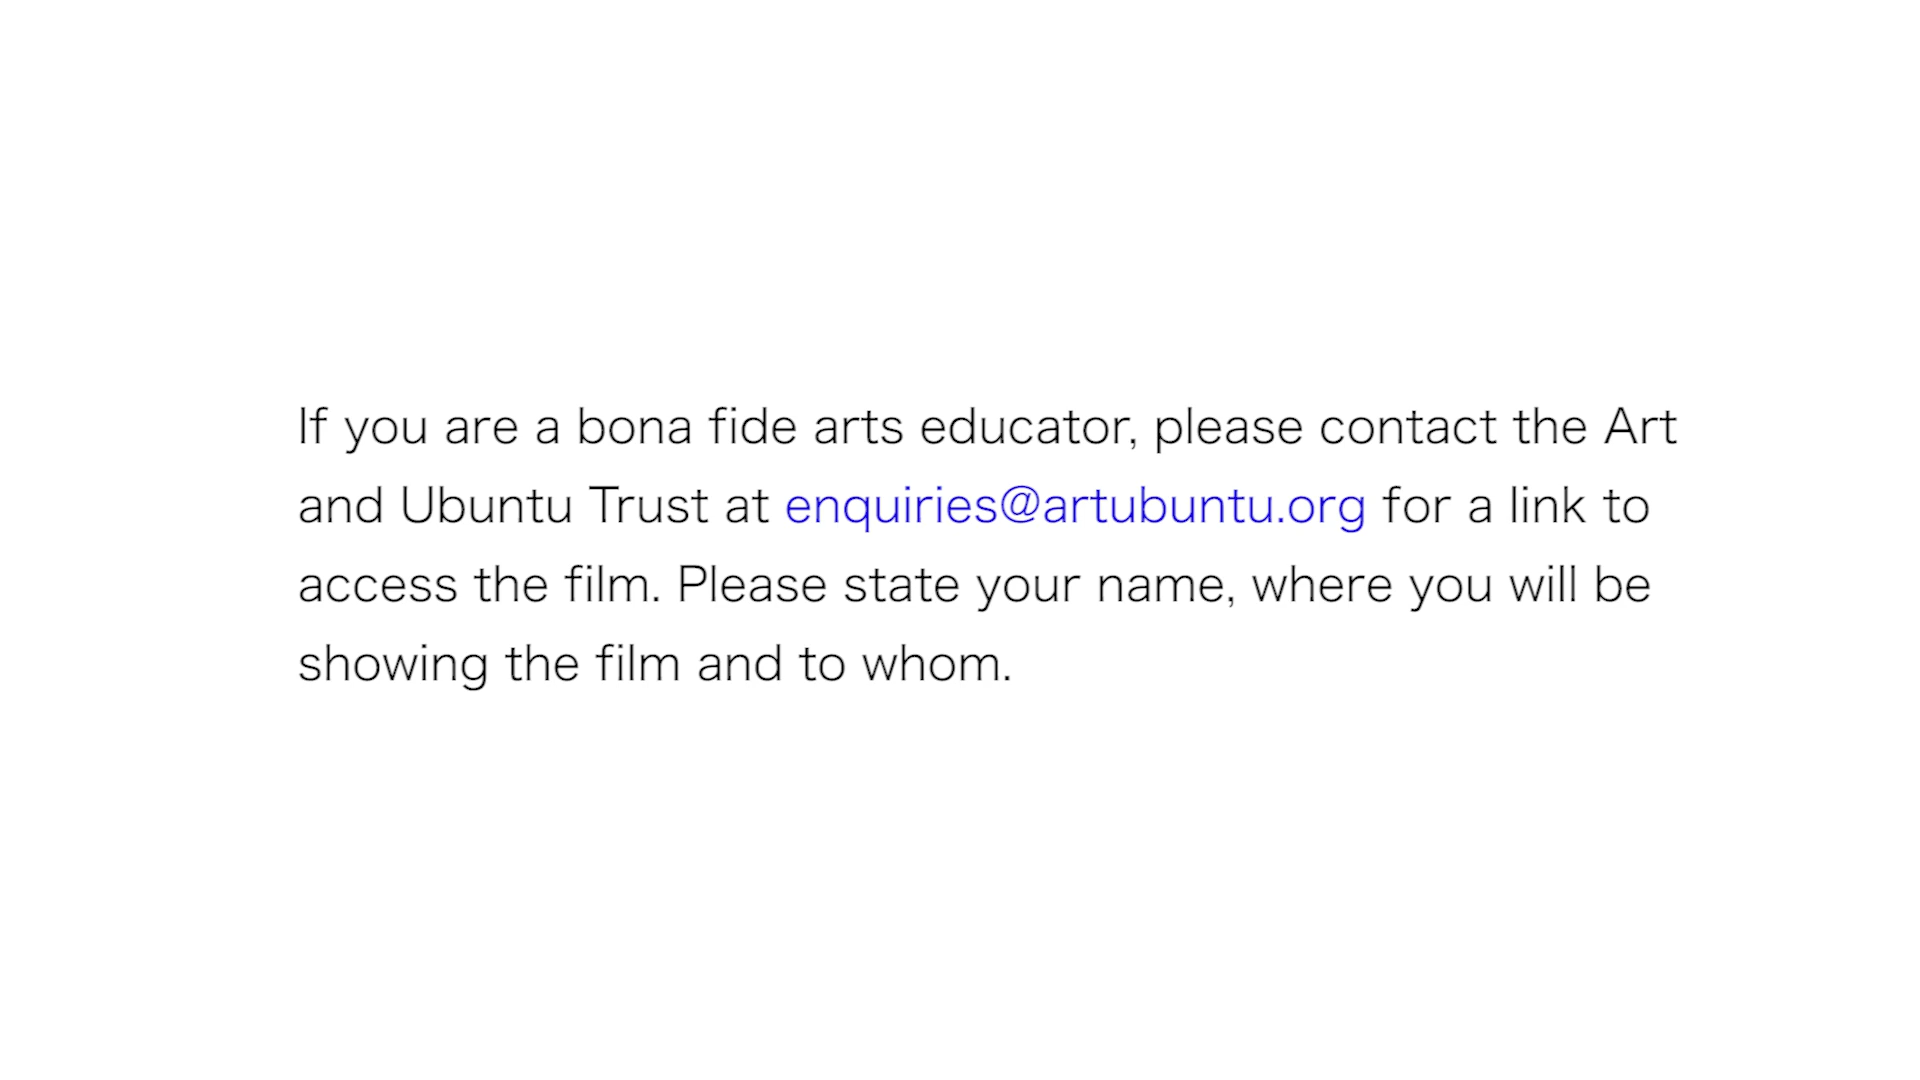 If you are a bona fide arts educator, please contact the Art
and Ubuntu Trust at enquiries@artubuntu.org for a link to
access the film. Please state your name, where you will be
showing the film and to whom.